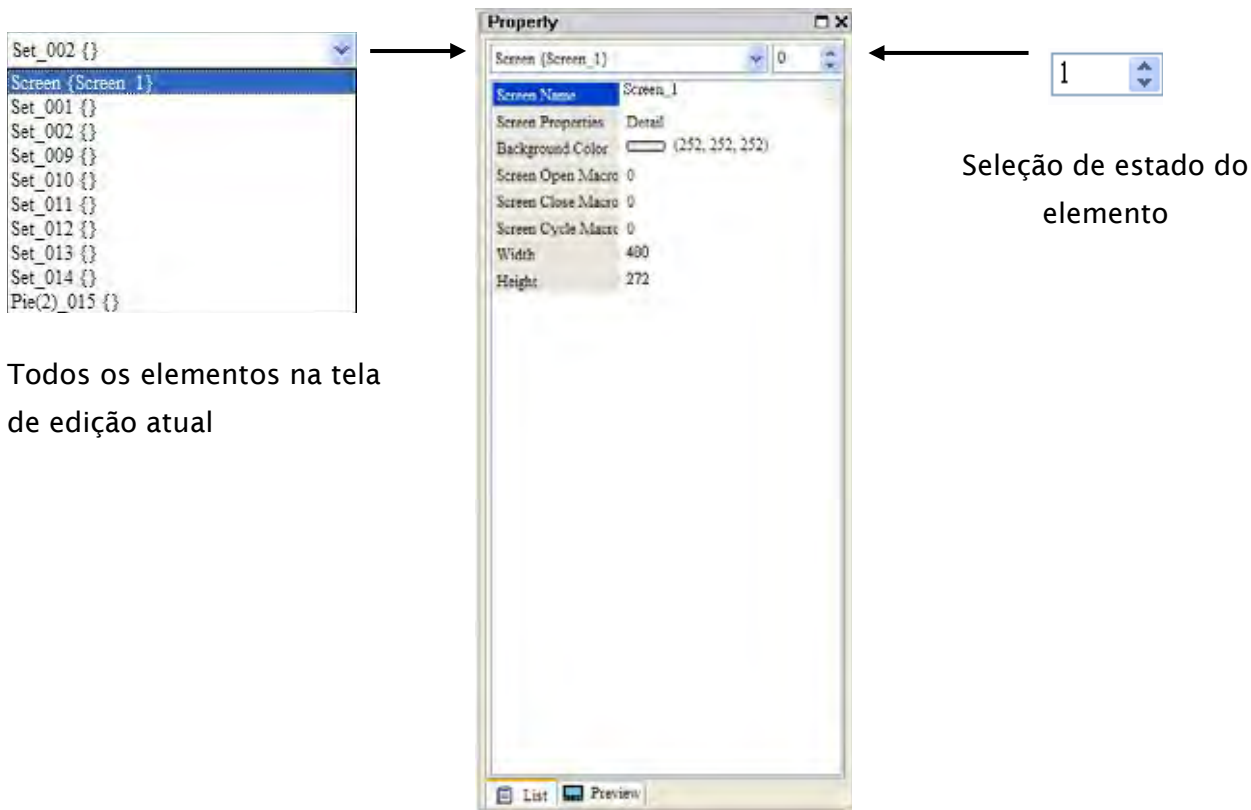 Set_002 {}
Screen {Screen_1}
Set_001 {}
Set_002 {}
Set_009 {}
Set_010 {}
Set_011 {}
Set_012 {}
Set_013 {}
Set_014 {}
Pie(2)_015 {}
Todos os elementos na tela
de edição atual
Property
Screen {Screen_1} 0
Screen Name Screen_1
Screen Properties Detail
Background Color (252, 252, 252)
Screen Open Macro 0
Screen Close Macro 0
Screen Cycle Macro 0
Width 480
Height 272
List Preview
1
Seleção de estado do
elemento